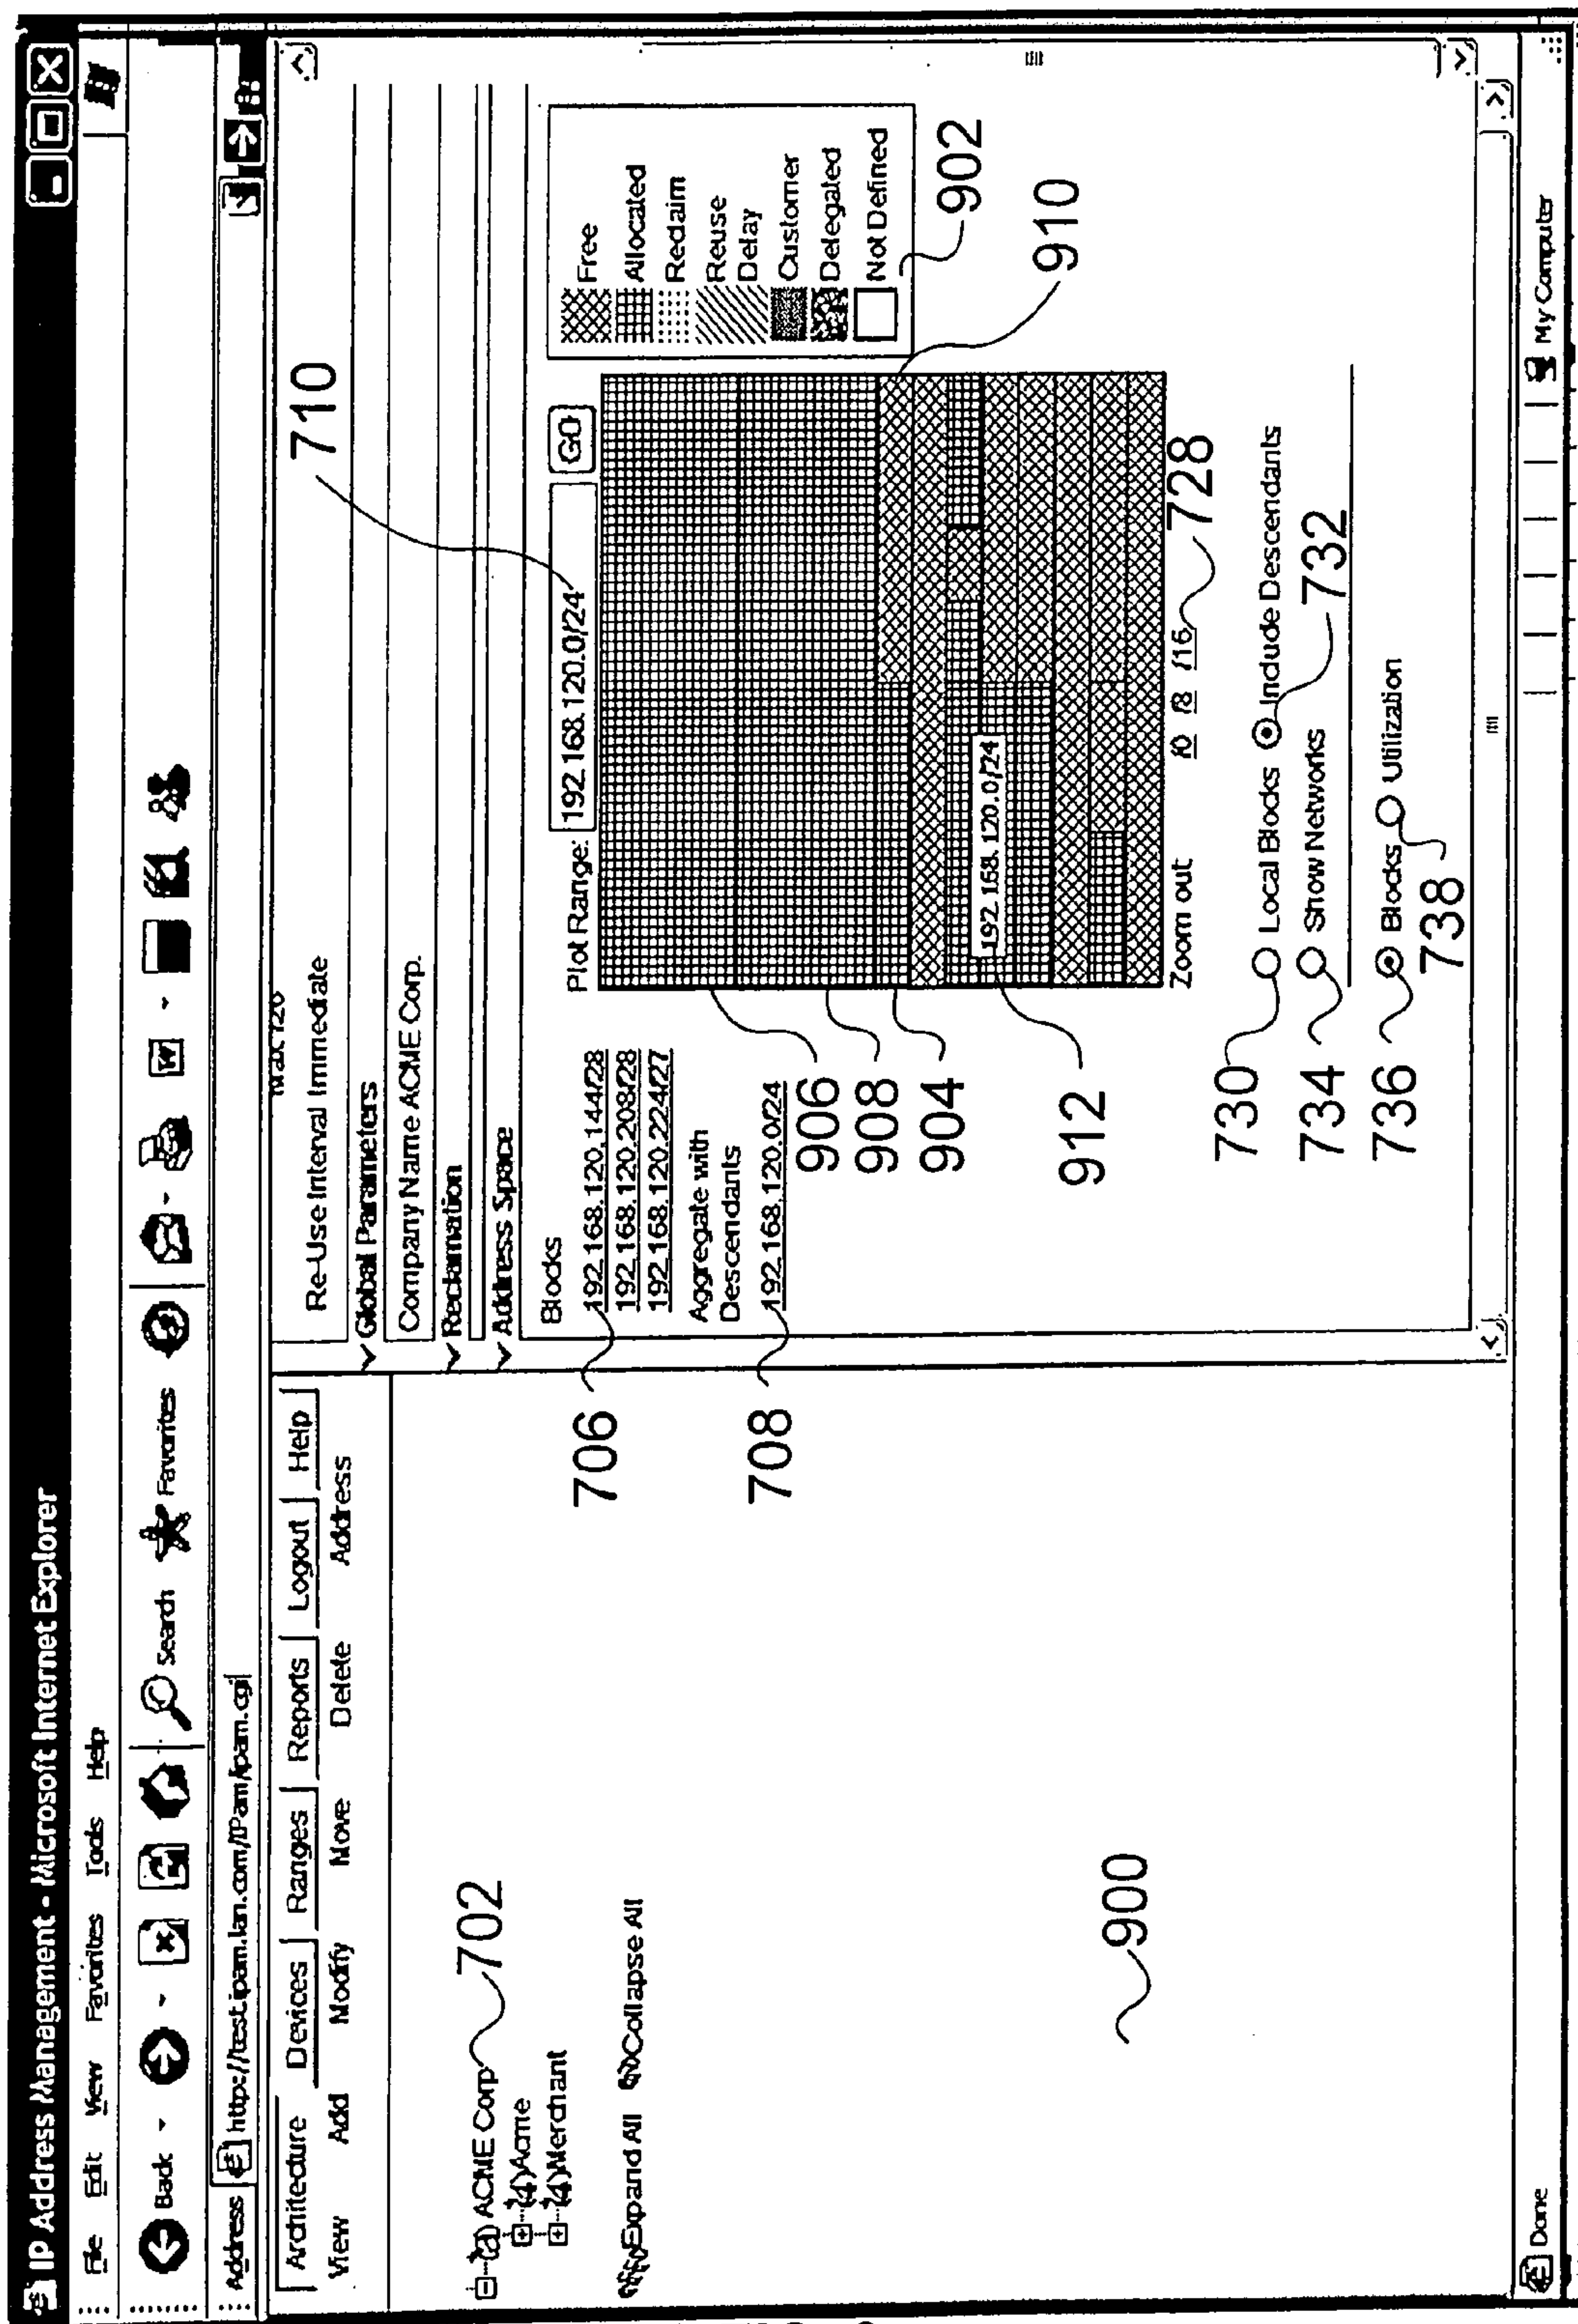 IP Address Management - Microsoft Internet Explorer
File Edit View Favorites Tools Help
Back Search Favorites
Address http://test.ipam.lan.com/IPam/ipam.cgi
Architecture Devices Ranges Reports Logout Help
View Add Modify Move Delete Address
ACME Corp 702
(4)Acme
(4)Merchant
Expand All Collapse All
900
Re-Use Interval Immediate
710
Global Parameters
Company Name ACME Corp.
Reclamation
Address Space
Blocks
192.168.120.144/28
192.168.120.208/28
192.168.120.224/27
706
Aggregate with
Descendants
192.168.120.0/24
708
Plot Range: 192.168.120.0/24 GO
906
908
904
912
192.168.120.0/24
Free
Allocated
Reclaim
Reuse
Delay
Customer
Delegated
Not Defined
902
910
Zoom out /0 /8 /16 728
730 Local Blocks Include Descendants
734 Show Networks 732
736 Blocks Utilization
738
Done My Computer